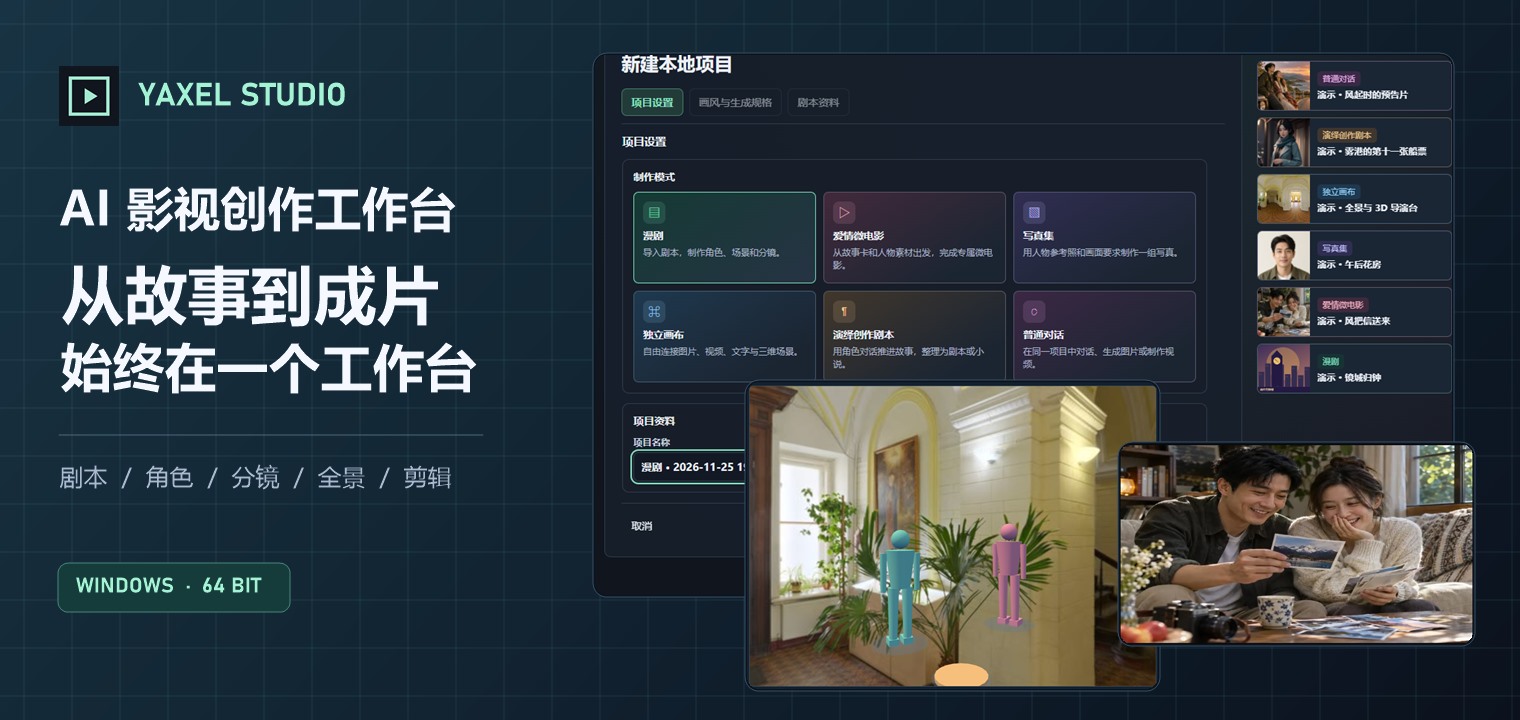 YAXEL STUDIO
AI 影视创作工作台
从故事到成片
始终在一个工作台
剧本 / 角色 / 分镜 / 全景 / 剪辑
WINDOWS · 64 BIT
新建本地项目
项目设置
画风与生成规格
剧本资料
项目设置
制作模式
漫剧
导入剧本，制作角色、场景和分镜。
爱情微电影
从故事卡和人物素材出发，完成专属微电
影。
写真集
用人物参考照和画面要求制作一组写真。
独立画布
自由连接图片、视频、文字与三维场景。
演绎创作剧本
用角色对话推进故事，整理为剧本或小
说。
普通对话
在同一项目中对话、生成图片或制作视
频。
项目资料
项目名称
漫剧 • 2026-11-25 1
取消
普通对话
演示 • 风起时的预告片
演绎创作剧本
演示 • 雾港的第十一张船票
独立画布
演示 • 全景与 3D 导演台
写真集
演示 • 午后花房
爱情微电影
演示 • 风把信送来
漫剧
演示 • 镜城归钟